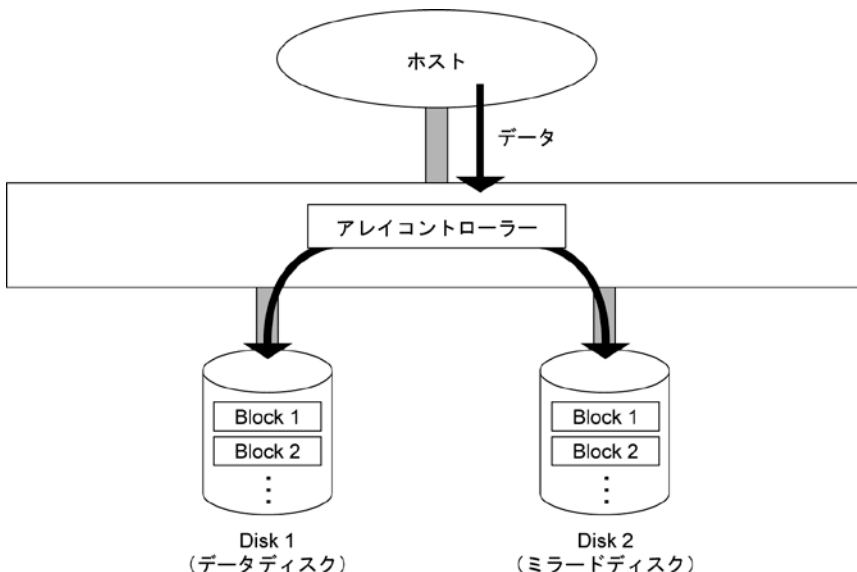 ホスト
データ
アレイコントローラー
Block 1
Block 2
Block 1
Block 2
Disk 1
（データディスク）
Disk 2
（ミラードディスク）